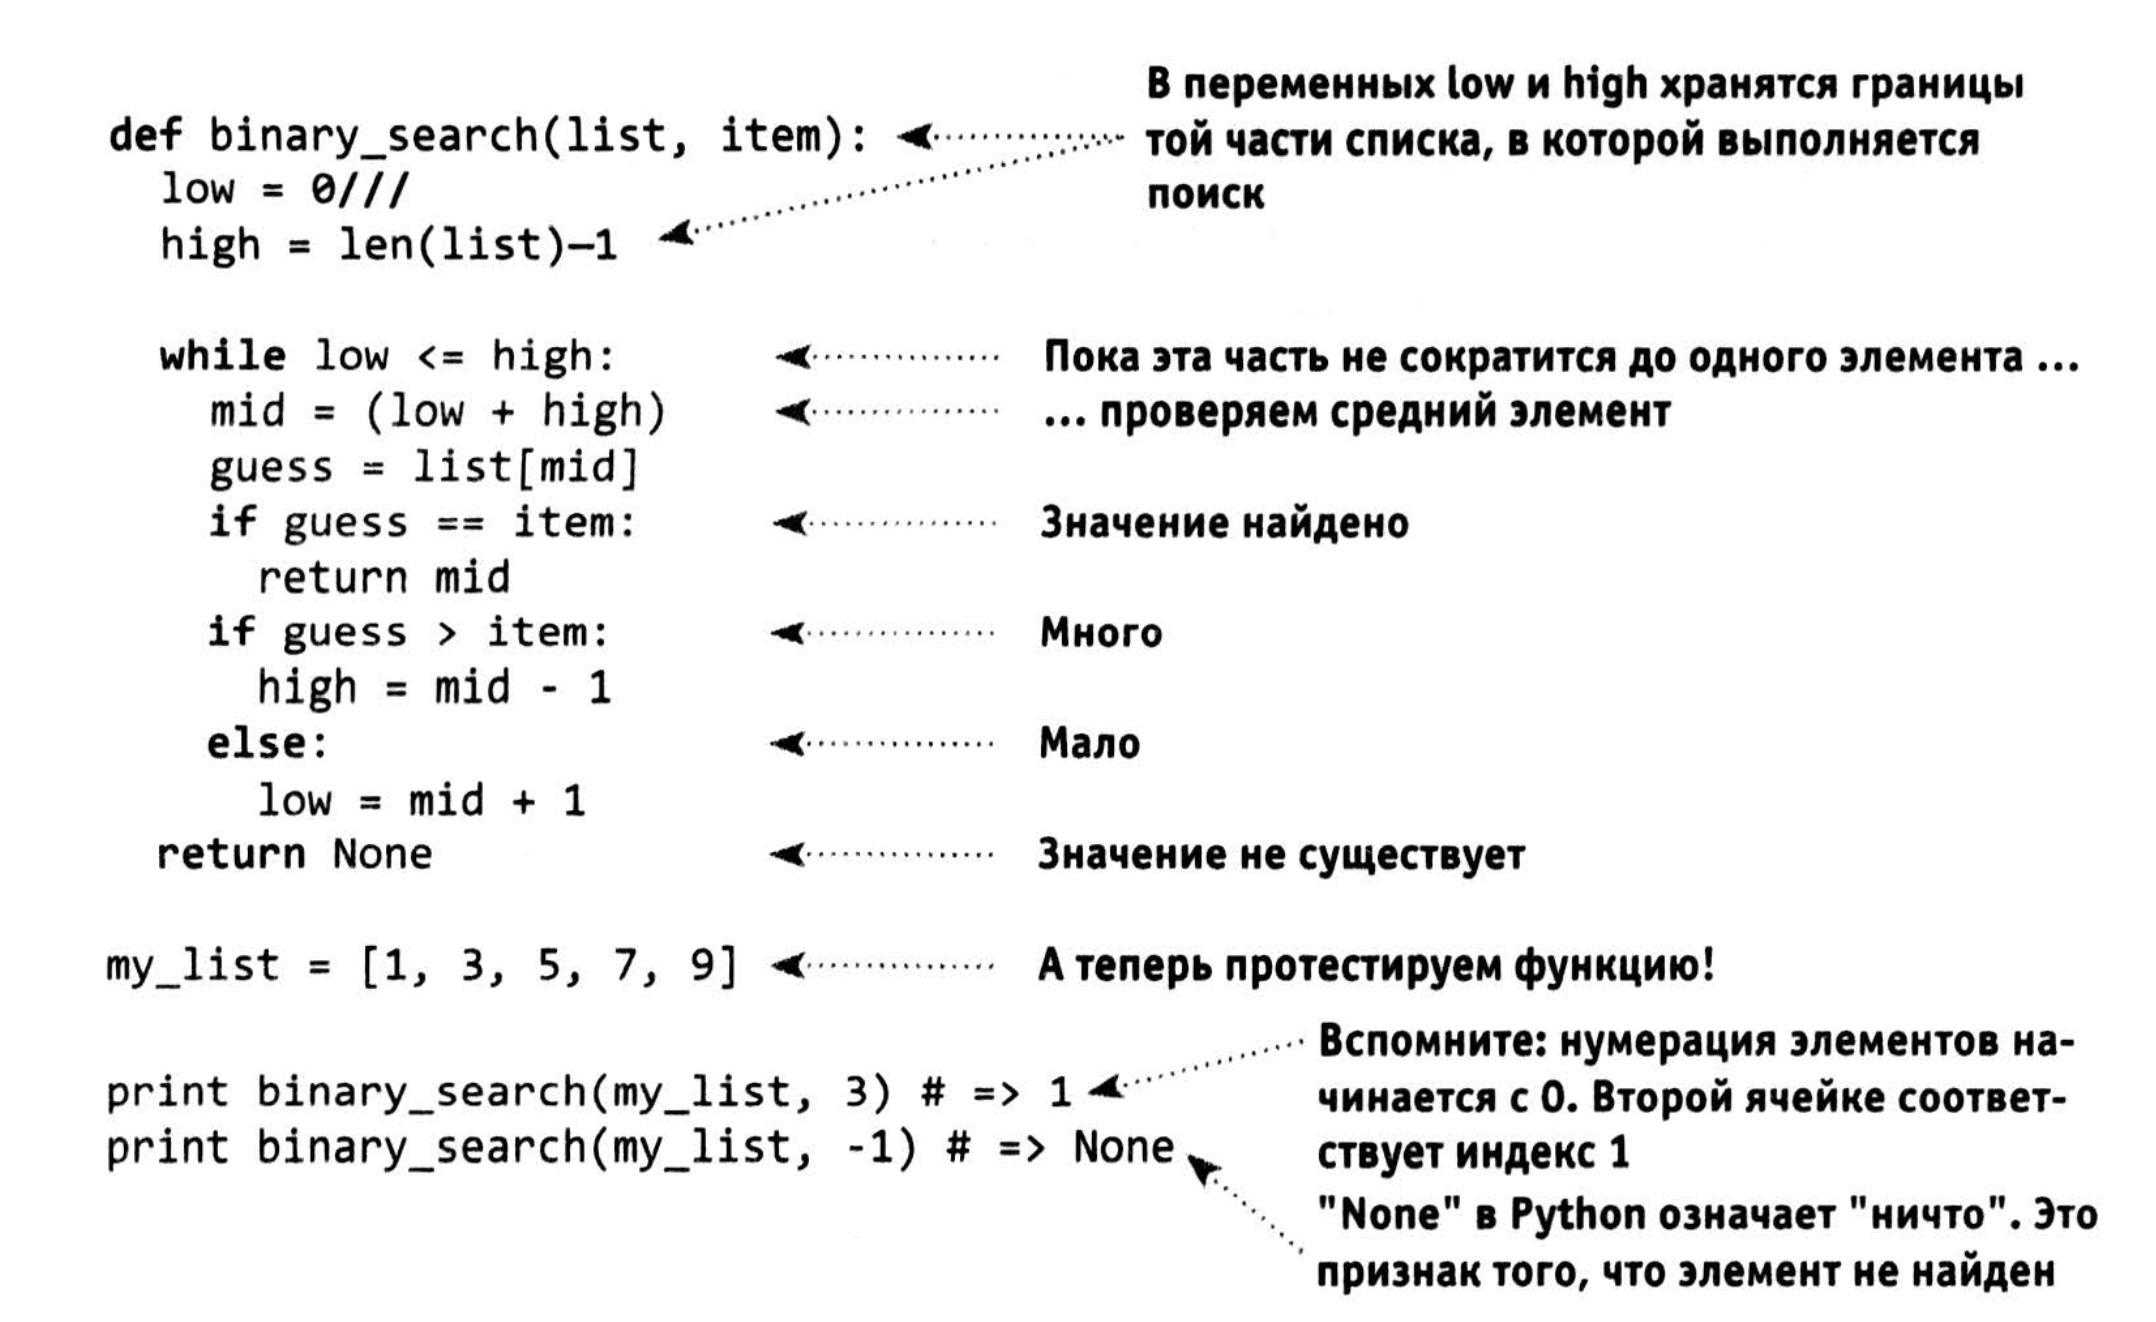 def binary_search(list, item):
В переменных low и high хранятся границы
той части списка, в которой выполняется
поиск
low = 0///
high = len(list)—1
while low <= high:
Пока эта часть не сократится до одного элемента ...
mid = (low + high)
... проверяем средний элемент
guess = list[mid]
if guess == item:
Значение найдено
return mid
if guess > item:
Много
high = mid - 1
else:
Мало
low = mid + 1
return None
Значение не существует
my_list = [1, 3, 5, 7, 9]
А теперь протестируем функцию!
print binary_search(my_list, 3) # => 1
Вспомните: нумерация элементов на-
чинается с 0. Второй ячейке соответ-
ствует индекс 1
print binary_search(my_list, -1) # => None
"None" в Python означает "ничто". Это
признак того, что элемент не найден